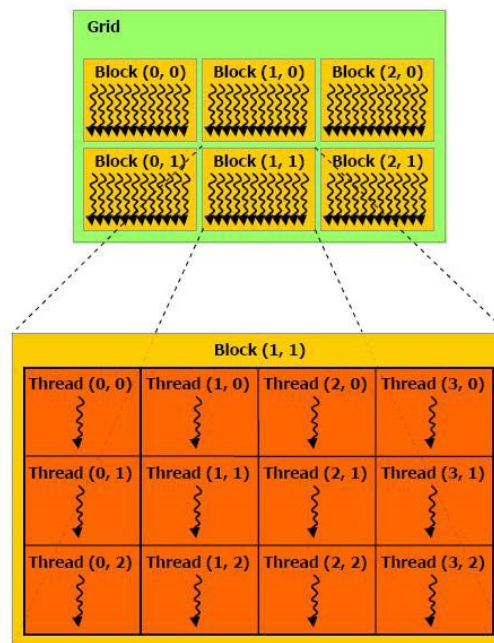 Grid
Block (0, 0) Block (1, 0) Block (2, 0)
Block (0, 1) Block (1, 1) Block (2, 1)
Block (1, 1)
Thread (0, 0) Thread (1, 0) Thread (2, 0) Thread (3, 0)
Thread (0, 1) Thread (1, 1) Thread (2, 1) Thread (3, 1)
Thread (0, 2) Thread (1, 2) Thread (2, 2) Thread (3, 2)